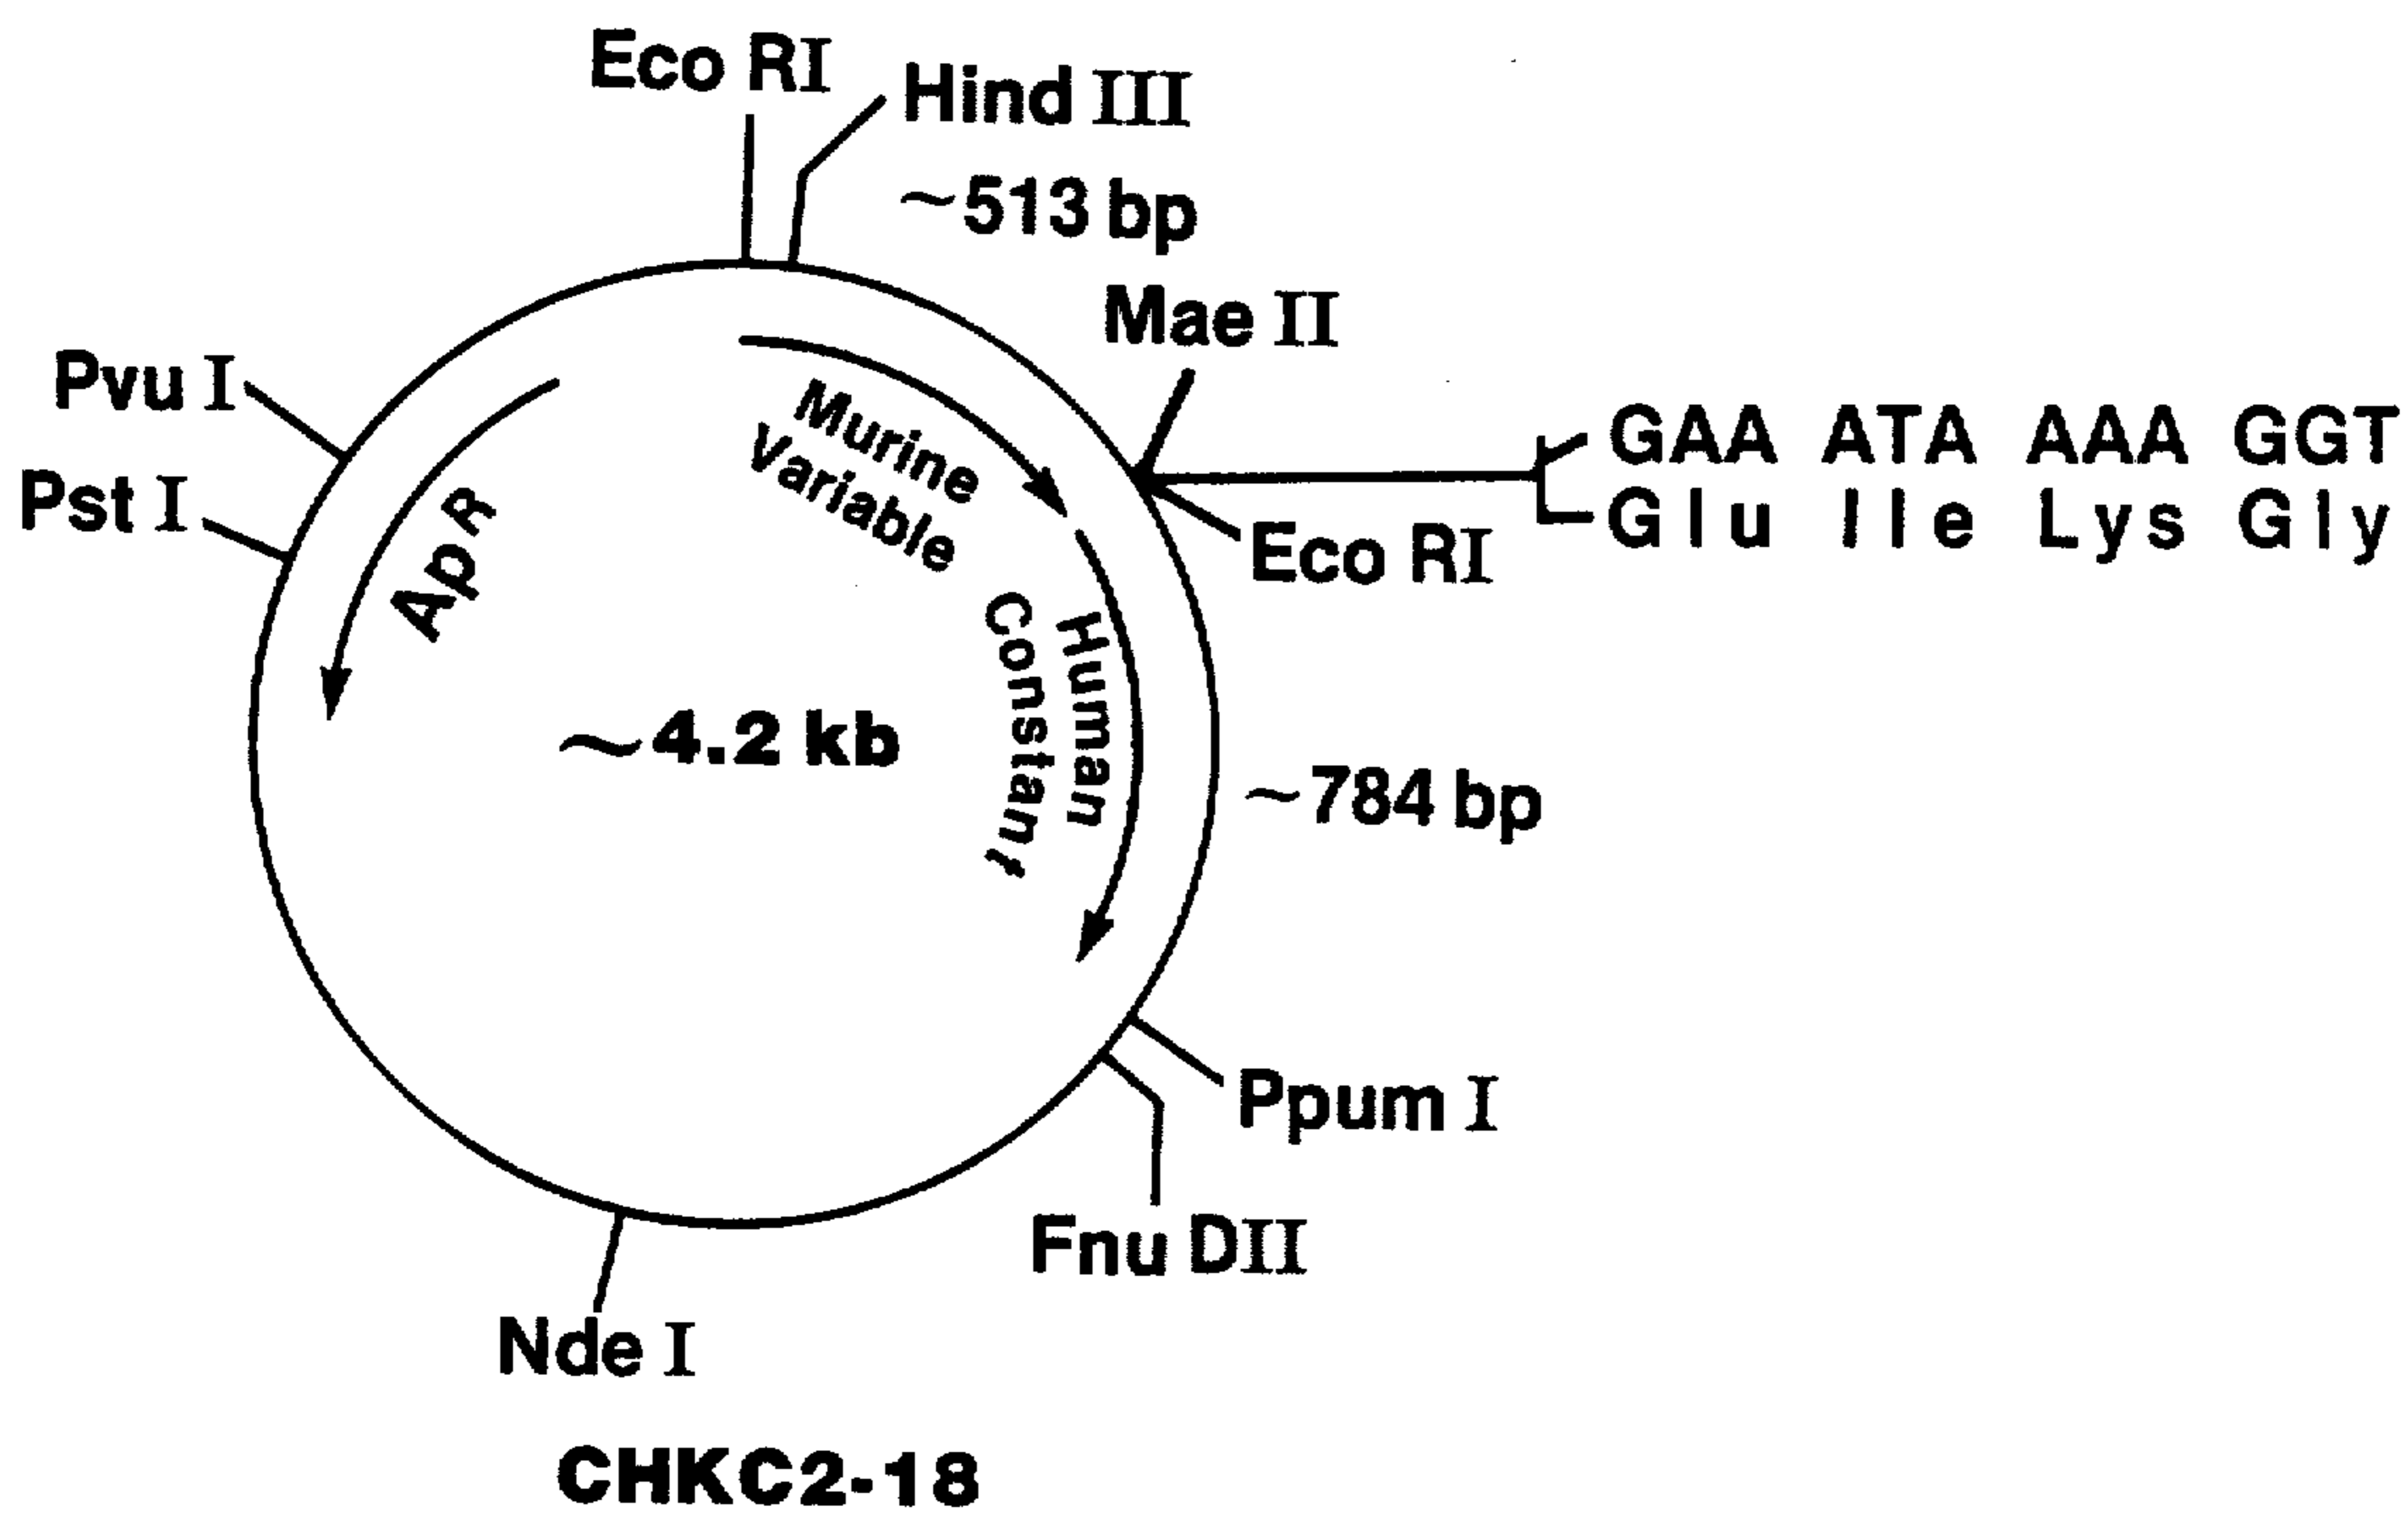 Eco RI
Hind III
~513 bp
Mae II
Pvu I
Pst I
GAA ATA AAA GGT
Glu Ile Lys Gly
Eco RI
Murine
Variable
ApR
Human
Constant
~4.2 kb
~784 bp
Ppum I
Fnu DII
Nde I
CHKC2-18